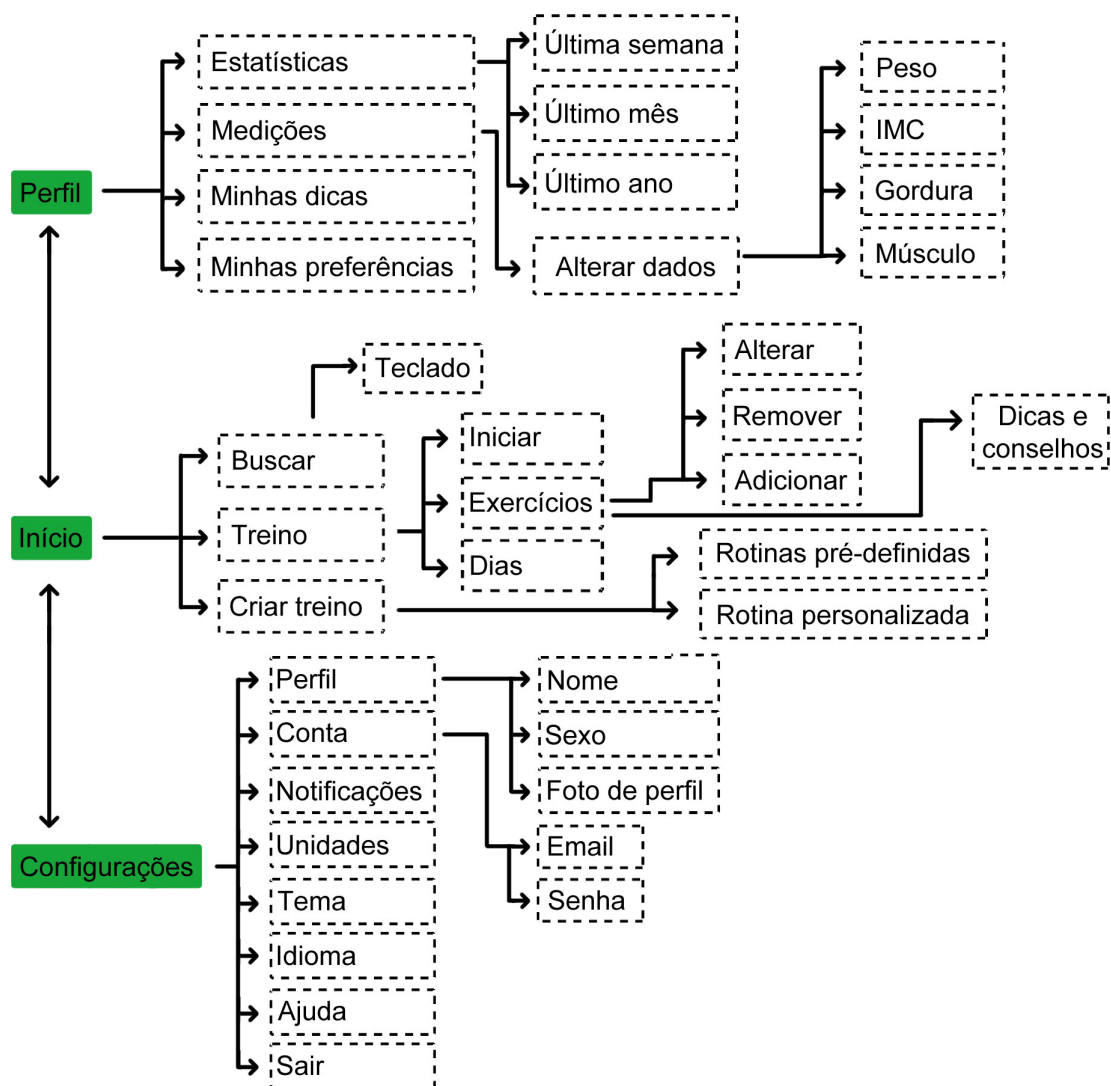 Perfil
Estatísticas
Medições
Minhas dicas
Minhas preferências
Última semana
Último mês
Último ano
Alterar dados
Peso
IMC
Gordura
Músculo
Início
Buscar
Treino
Criar treino
Teclado
Iniciar
Exercícios
Dias
Alterar
Remover
Adicionar
Dicas e
conselhos
Rotinas pré-definidas
Rotina personalizada
Configurações
Perfil
Conta
Notificações
Unidades
Tema
Idioma
Ajuda
Sair
Nome
Sexo
Foto de perfil
Email
Senha